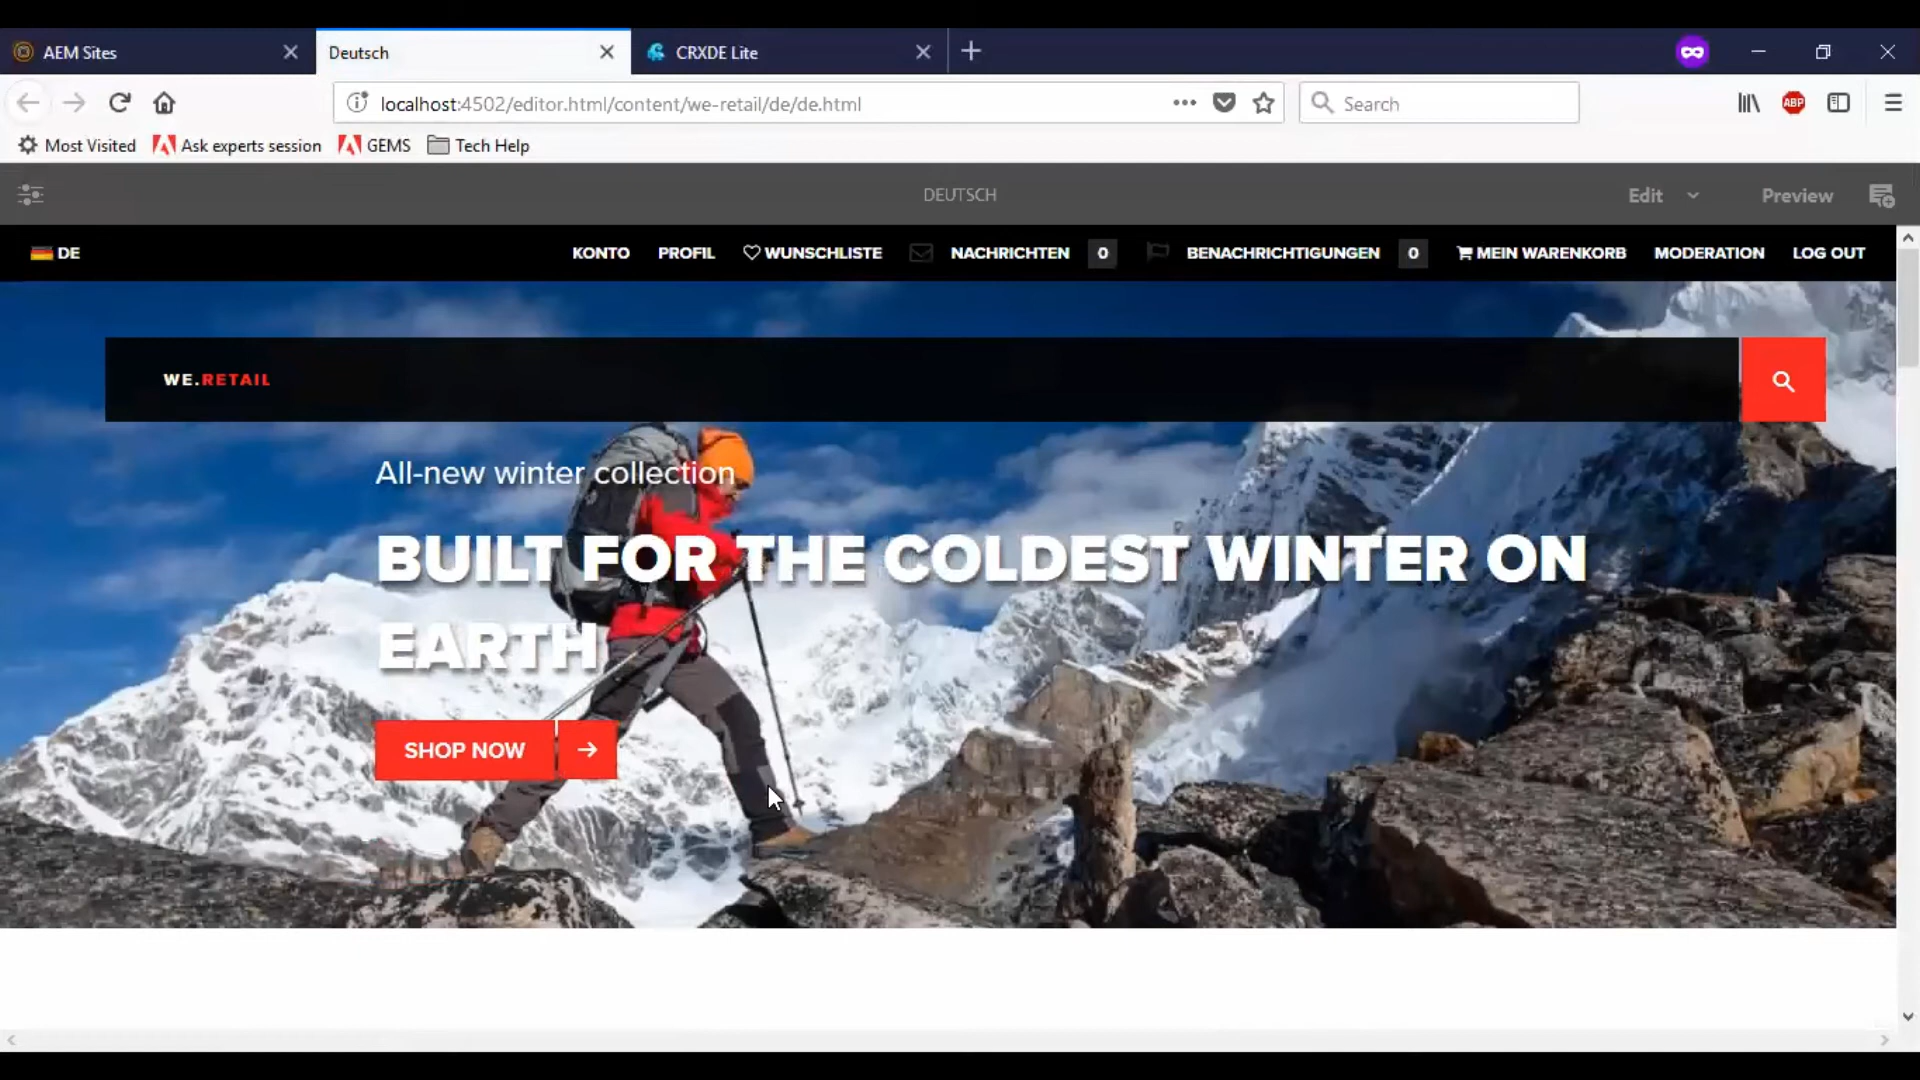 AEM Sites
Deutsch
CRXDE Lite
localhost:4502/editor.html/content/we-retail/de/de.html
Search
ABP
Most Visited
Ask experts session
GEMS
Tech Help
DEUTSCH
Edit
Preview
DE
KONTO
PROFIL
WUNSCHLISTE
NACHRICHTEN 0
BENACHRICHTIGUNGEN 0
MEIN WARENKORB
MODERATION
LOG OUT
WE.RETAIL
All-new winter collection
BUILT FOR THE COLDEST WINTER ON
EARTH
SHOP NOW